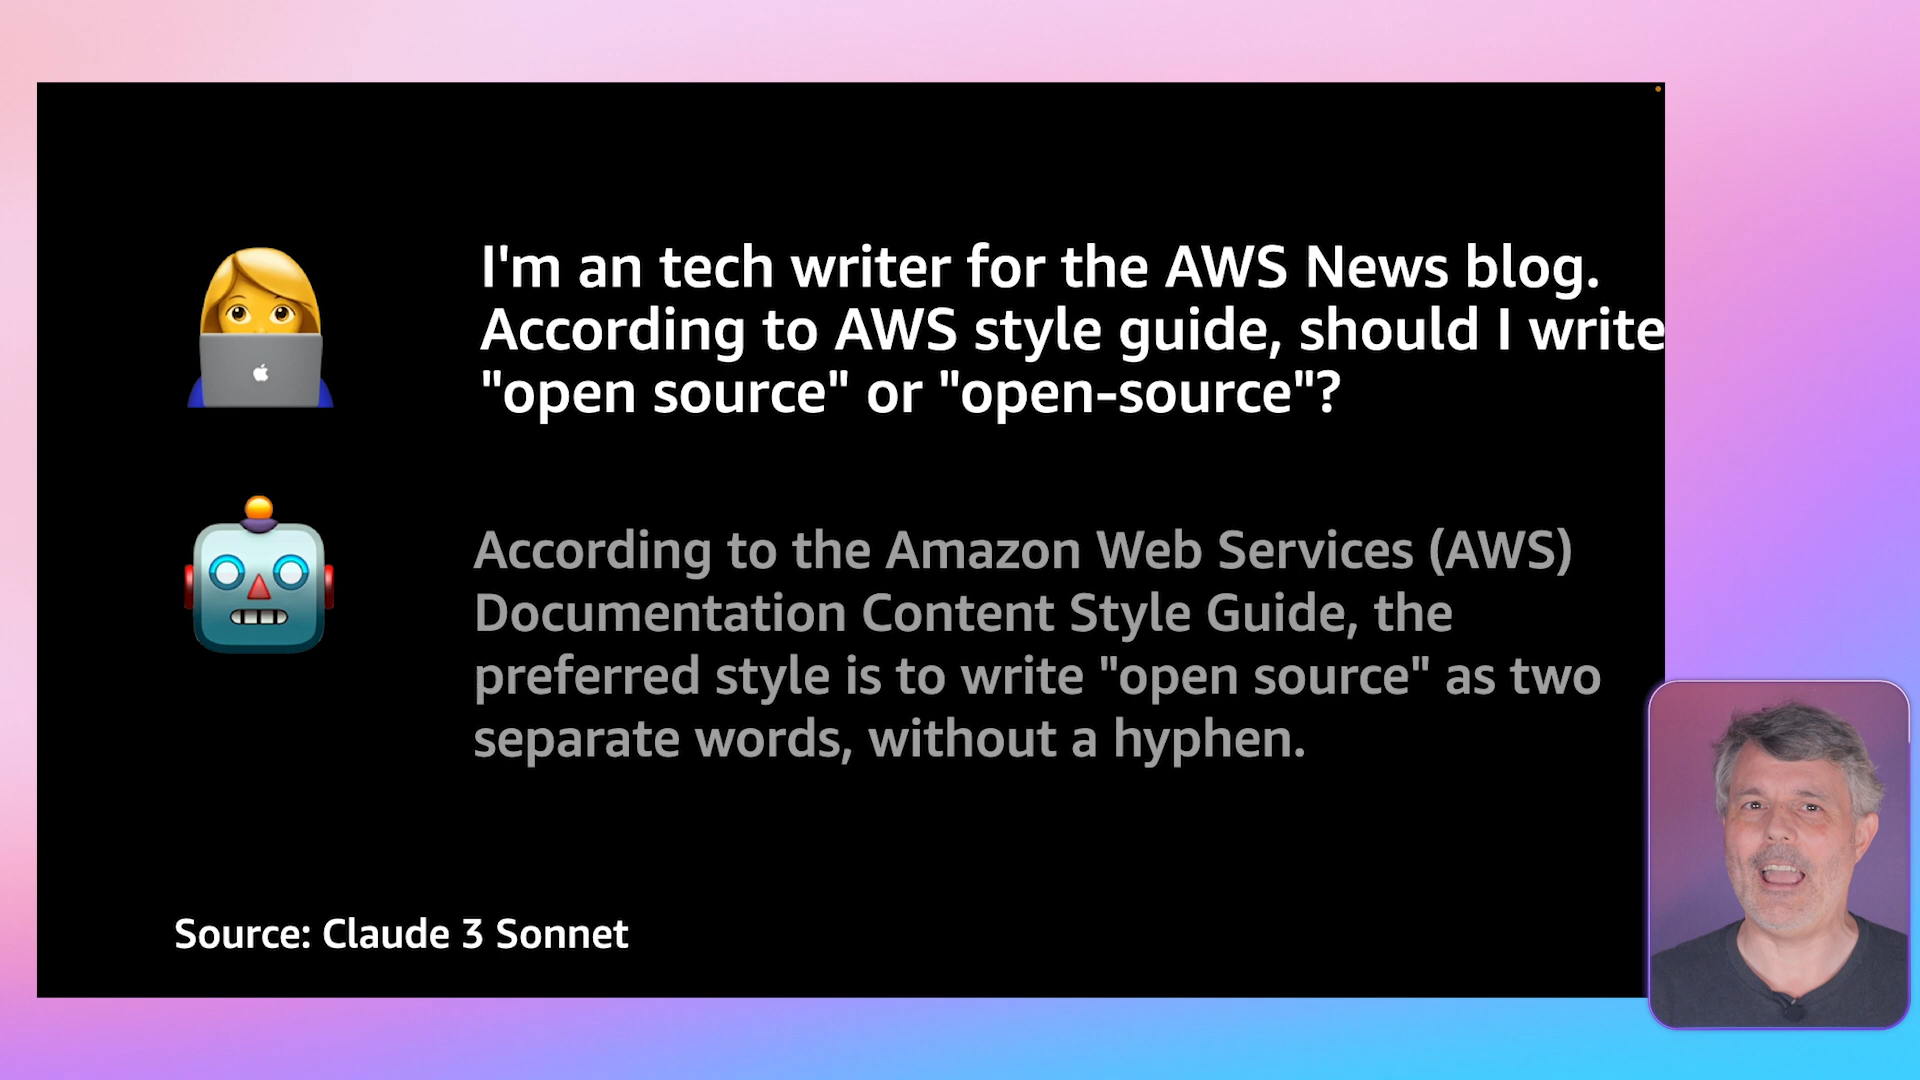 I'm an tech writer for the AWS News blog.
According to AWS style guide, should I write
"open source" or "open-source"?
According to the Amazon Web Services (AWS)
Documentation Content Style Guide, the
preferred style is to write "open source" as two
separate words, without a hyphen.
Source: Claude 3 Sonnet